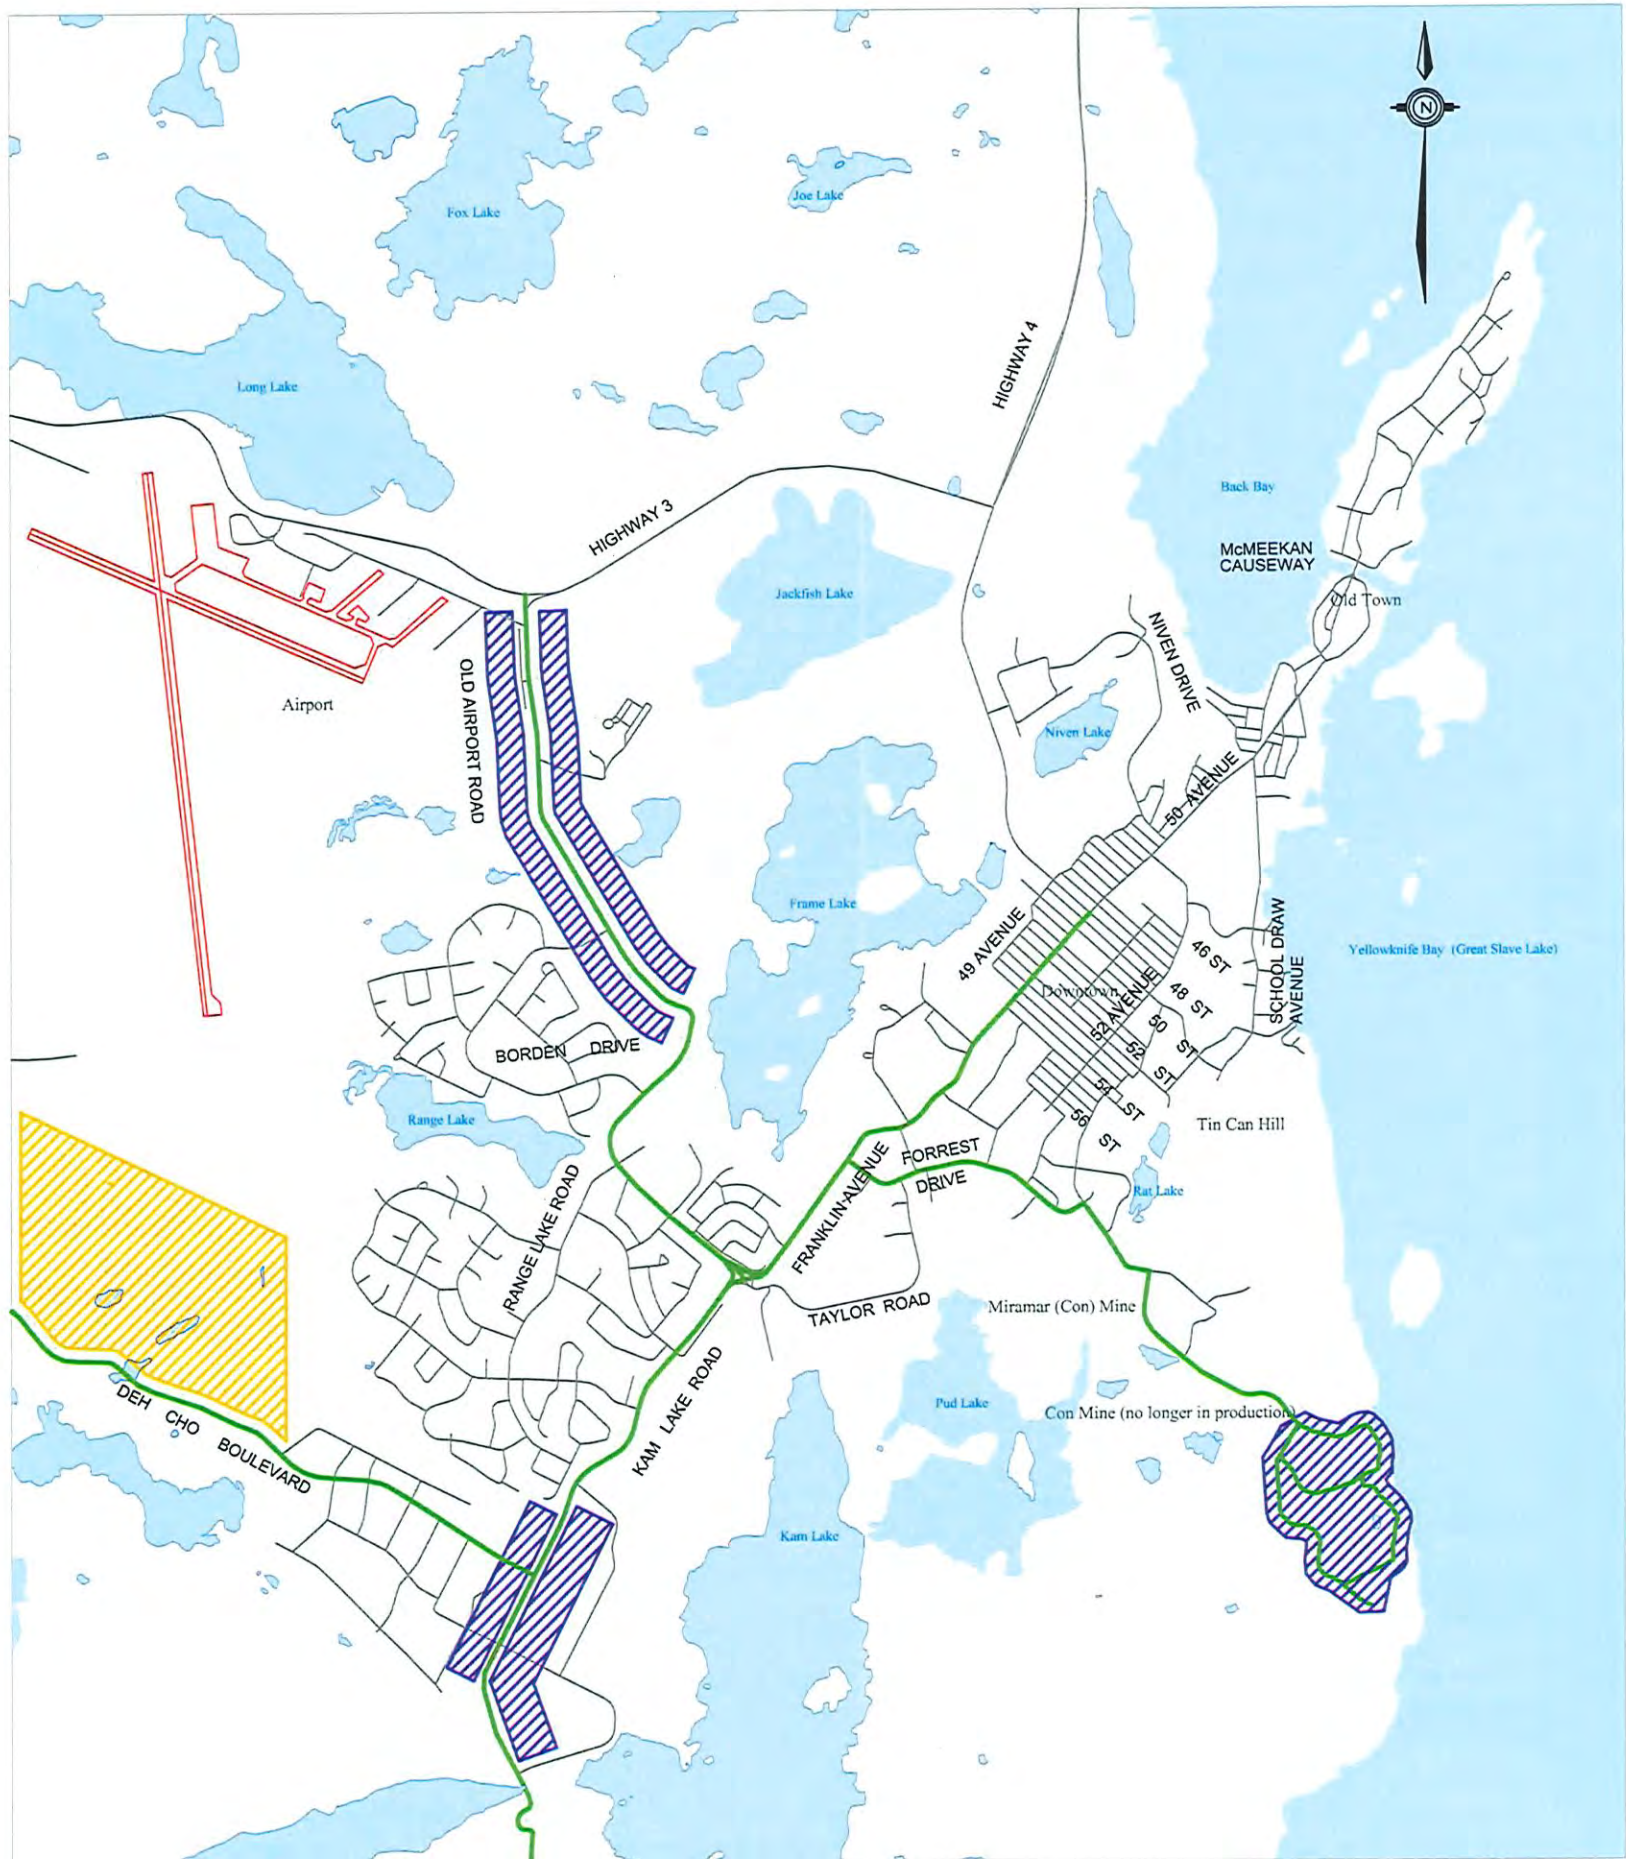 N
Joe Lake
Fox Lake
HIGHWAY 4
Long Lake
Back Bay
HIGHWAY 3
McMEEKAN
CAUSEWAY
Jackfish Lake
Old Town
NIVEN DRIVE
OLD AIRPORT ROAD
Airport
Niven Lake
50 AVENUE
Frame Lake
49 AVENUE
46 ST
SCHOOL DRAW
AVENUE
Yellowknife Bay (Great Slave Lake)
Downtown
48 ST
52 AVENUE
50 ST
BORDEN DRIVE
52 ST
54 ST
Range Lake
56 ST
Tin Can Hill
FORREST
DRIVE
FRANKLIN AVENUE
Rat Lake
RANGE LAKE ROAD
TAYLOR ROAD
Miramar (Con) Mine
DEH CHO BOULEVARD
KAM LAKE ROAD
Pud Lake
Con Mine (no longer in production)
Kam Lake